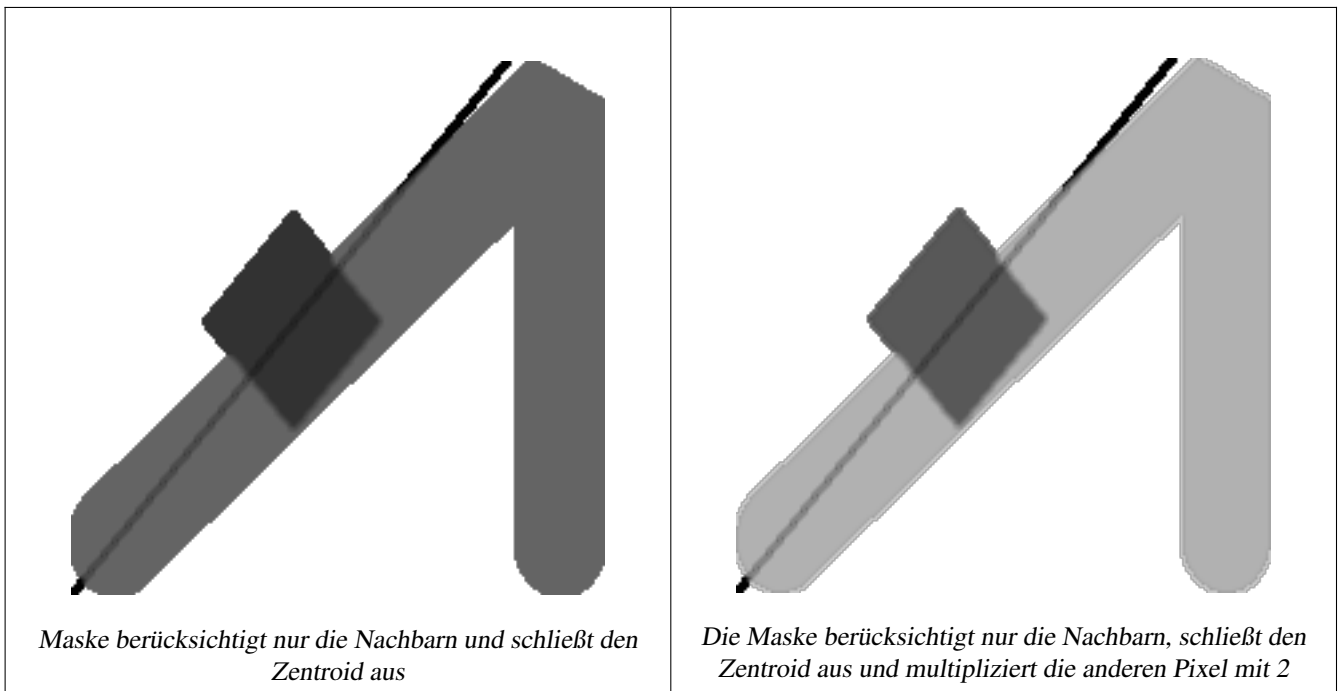 Maske berücksichtigt nur die Nachbarn und schließt den
Zentroid aus
Die Maske berücksichtigt nur die Nachbarn, schließt den
Zentroid aus und multipliziert die anderen Pixel mit 2